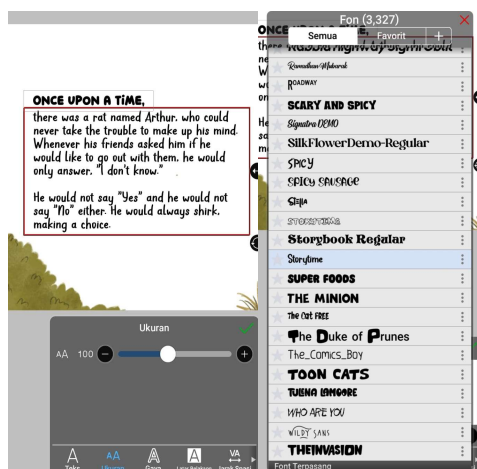 ONCE UPON A TiME,
there was a rat named Arthur. who could
never take the trouble to make up his mind.
Whenever his friends asked him if he
would like to go out with them, he would
only answer, "I don't know."
He would not say "Yes" and he would not
say "No" either. He would always shirk.
making a choice.
Ukuran
AA 100
Teks
Ukuran
Gaya
Jarak Spasi
Fon (3,327)
Semua
Favorit
Ramadhan Mubarak
ROADWAY
SCARY AND SPICY
Signatra DEMO
SilkFlowerDemo-Regular
SPICY
SPICY SAUSAGE
Stella
STORYTIME
Storybook Regular
Storytime
SUPER FOODS
THE MINION
The Cat FREE
The Duke of Prunes
The_Comics_Boy
TOON CATS
WHO ARE YOU
WILDY SANS
THEINVASION
Font Terpasang